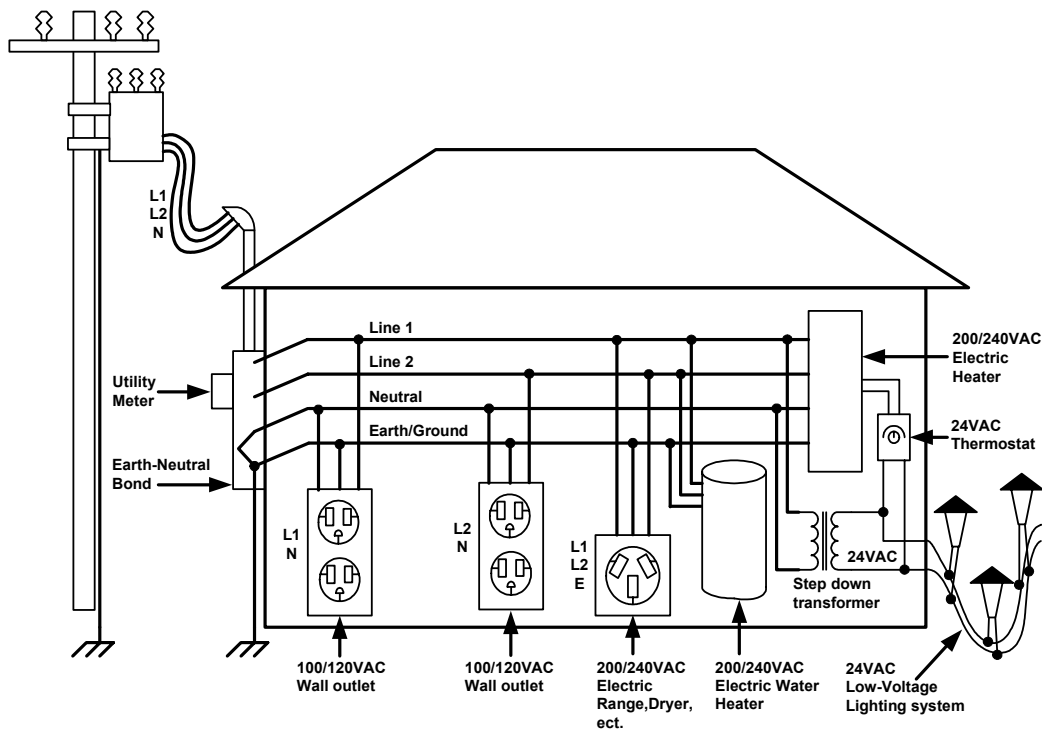 L1
L2
N
Line 1
Line 2
Neutral
Earth/Ground
Utility
Meter
Earth-Neutral
Bond
200/240VAC
Electric
Heater
24VAC
Thermostat
L1
N
L2
N
L1
L2
E
24VAC
Step down
transformer
100/120VAC
Wall outlet
100/120VAC
Wall outlet
200/240VAC
Electric
Range,Dryer,
ect.
200/240VAC
Electric Water
Heater
24VAC
Low-Voltage
Lighting system